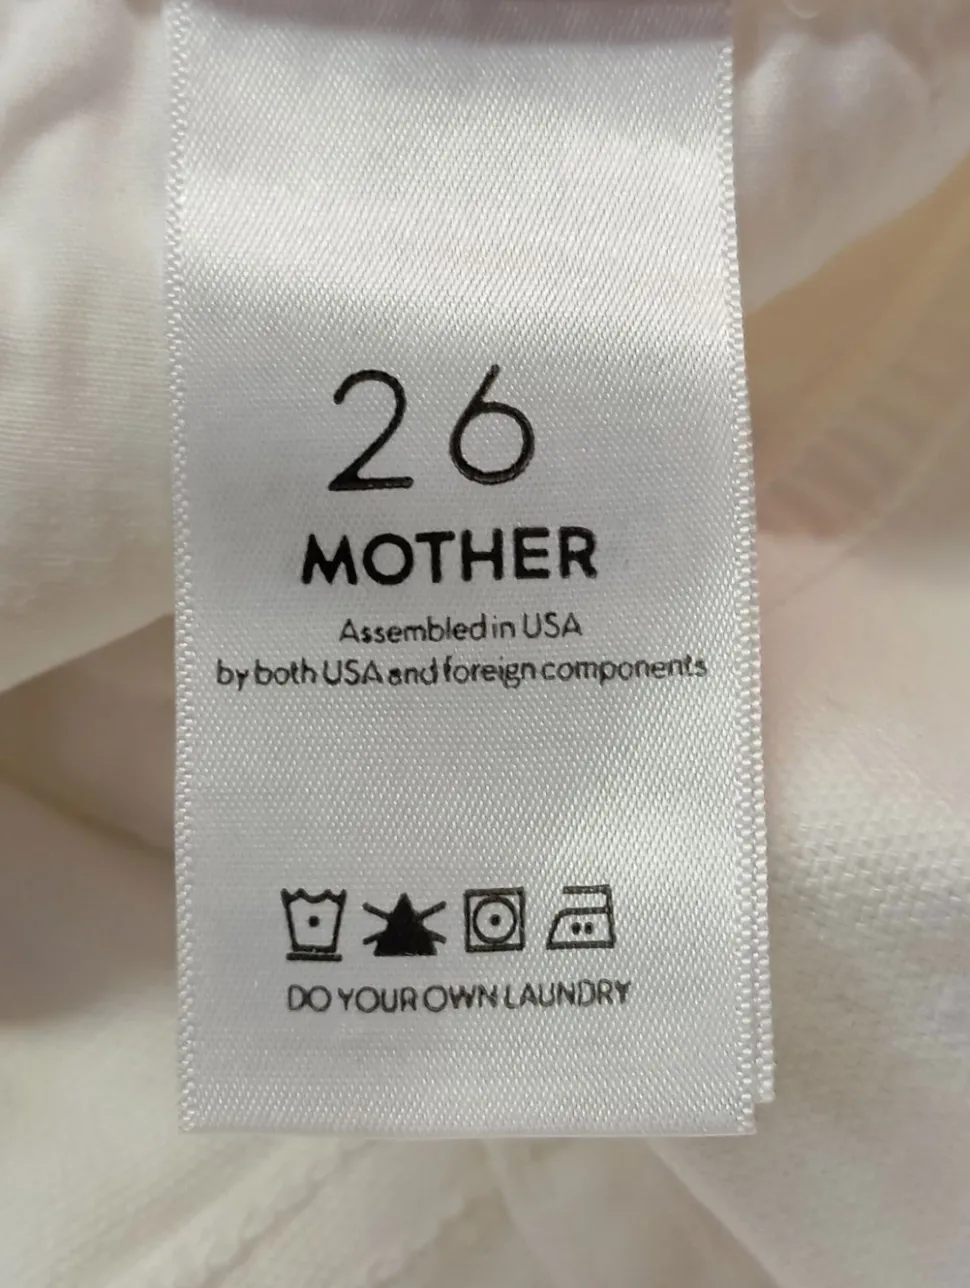 26
MOTHER
Assembled in USA
by both USA and foreign components
DO YOUR OWN LAUNDRY